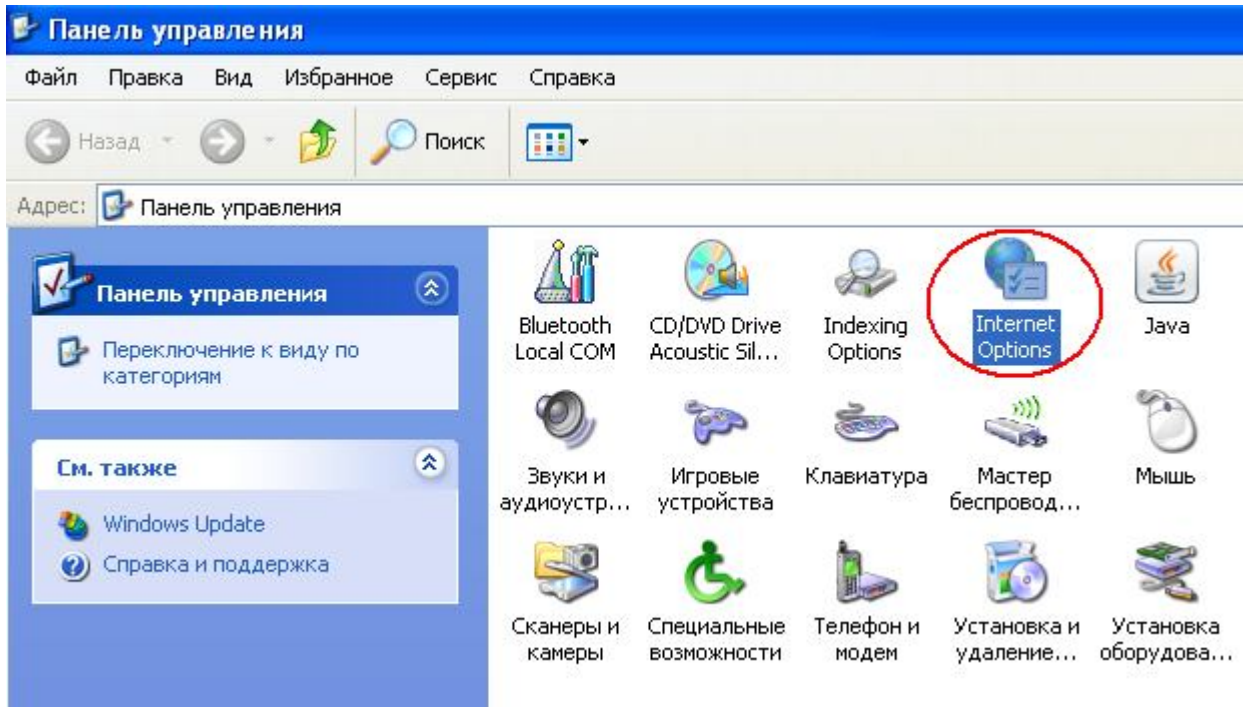 Панель управления
Файл Правка Вид Избранное Сервис Справка
Назад Поиск
Адрес: Панель управления
Панель управления
Переключение к виду по
категориям
См. также
Windows Update
Справка и поддержка
Bluetooth
Local COM
CD/DVD Drive
Acoustic Sil...
Indexing
Options
Internet
Options
Java
Звуки и
аудиоустр...
Игровые
устройства
Клавиатура
Мастер
беспровод...
Мышь
Сканеры и
камеры
Специальные
возможности
Телефон и
модем
Установка и
удаление...
Установка
оборудова...